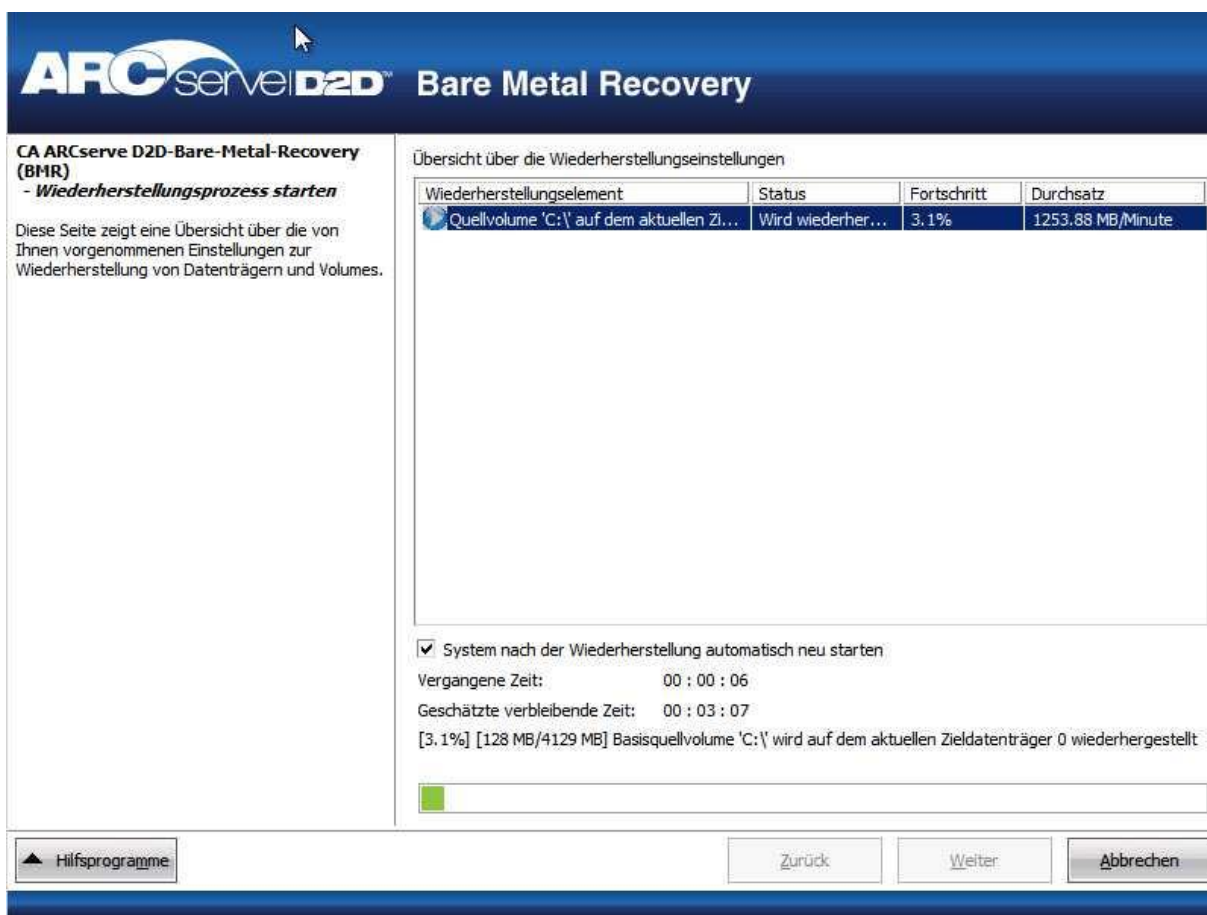 ARCserve D2D™ Bare Metal Recovery
CA ARCserve D2D-Bare-Metal-Recovery
(BMR)
- Wiederherstellungsprozess starten
Diese Seite zeigt eine Übersicht über die von
Ihnen vorgenommenen Einstellungen zur
Wiederherstellung von Datenträgern und Volumes.
Übersicht über die Wiederherstellungseinstellungen
Wiederherstellungselement Status Fortschritt Durchsatz
Quellvolume 'C:\' auf dem aktuellen Zi... Wird wiederher... 3.1% 1253.88 MB/Minute
System nach der Wiederherstellung automatisch neu starten
Vergangene Zeit: 00 : 00 : 06
Geschätzte verbleibende Zeit: 00 : 03 : 07
[3.1%] [128 MB/4129 MB] Basisquellvolume 'C:\' wird auf dem aktuellen Zieldatenträger 0 wiederhergestellt
Hilfsprogramme Zurück Weiter Abbrechen